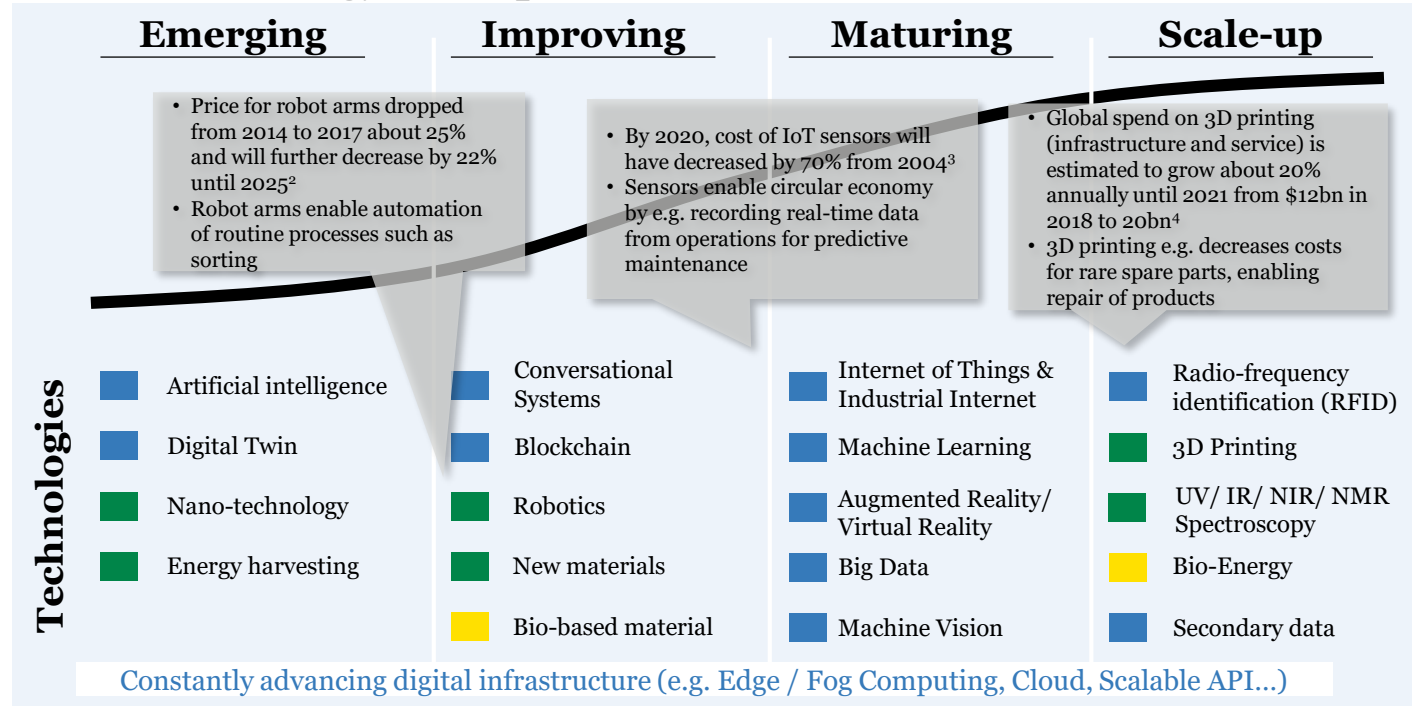 Emerging
Improving
Maturing
Scale-up
• Price for robot arms dropped
from 2014 to 2017 about 25%
and will further decrease by 22%
until 2025²
• Robot arms enable automation
of routine processes such as
sorting
• By 2020, cost of IoT sensors will
have decreased by 70% from 2004³
• Sensors enable circular economy
by e.g. recording real-time data
from operations for predictive
maintenance
• Global spend on 3D printing
(infrastructure and service) is
estimated to grow about 20%
annually until 2021 from $12bn in
2018 to 20bn⁴
• 3D printing e.g. decreases costs
for rare spare parts, enabling
repair of products
Technologies
Artificial intelligence
Digital Twin
Nano-technology
Energy harvesting
Conversational
Systems
Blockchain
Robotics
New materials
Bio-based material
Internet of Things &
Industrial Internet
Machine Learning
Augmented Reality/
Virtual Reality
Big Data
Machine Vision
Radio-frequency
identification (RFID)
3D Printing
UV/ IR/ NIR/ NMR
Spectroscopy
Bio-Energy
Secondary data
Constantly advancing digital infrastructure (e.g. Edge / Fog Computing, Cloud, Scalable API...)